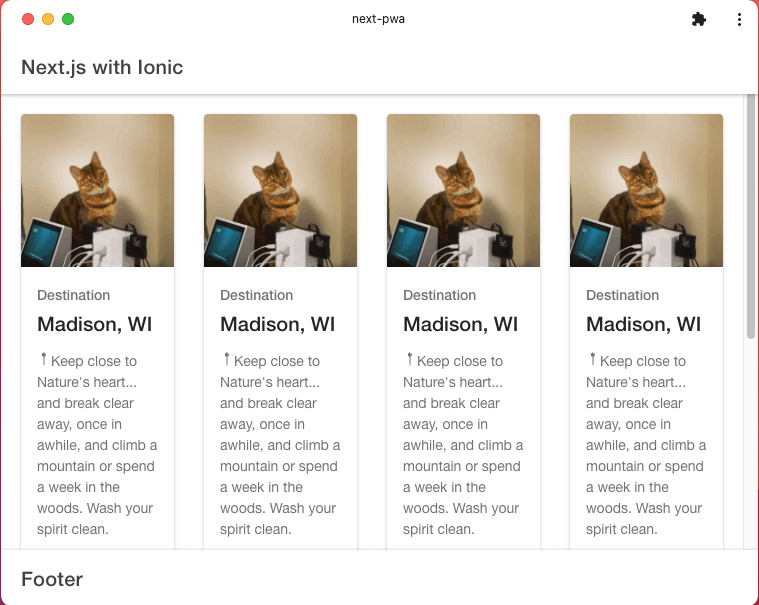 next-pwa
Next.js with Ionic
Destination
Madison, WI
Keep close to
Nature's heart...
and break clear
away, once in
awhile, and climb a
mountain or spend
a week in the
woods. Wash your
spirit clean.
Destination
Madison, WI
Keep close to
Nature's heart...
and break clear
away, once in
awhile, and climb a
mountain or spend
a week in the
woods. Wash your
spirit clean.
Destination
Madison, WI
Keep close to
Nature's heart...
and break clear
away, once in
awhile, and climb a
mountain or spend
a week in the
woods. Wash your
spirit clean.
Destination
Madison, WI
Keep close to
Nature's heart...
and break clear
away, once in
awhile, and climb a
mountain or spend
a week in the
woods. Wash your
spirit clean.
Footer